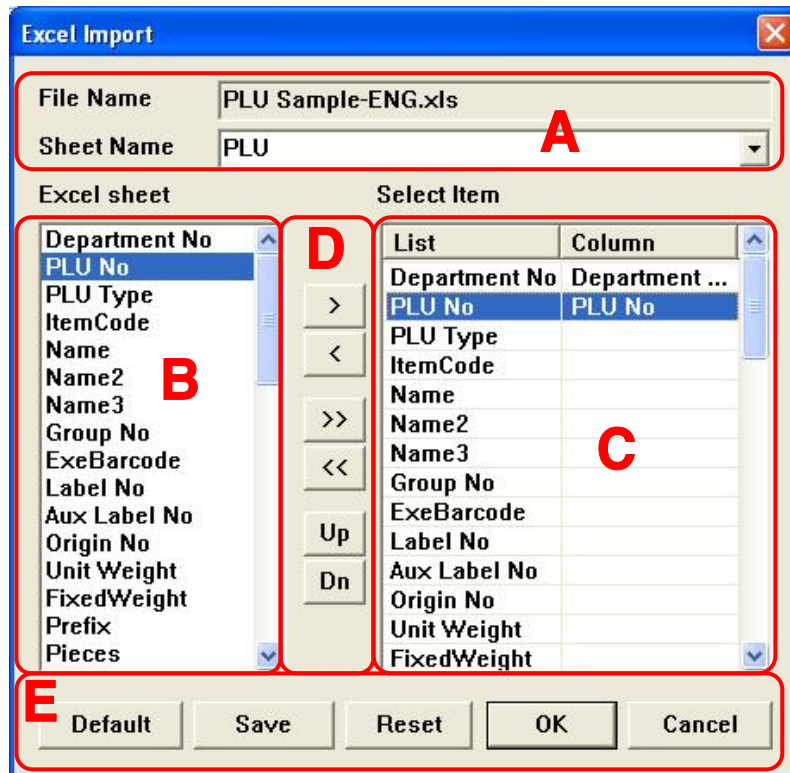 Excel Import
File Name PLU Sample-ENG.xls
Sheet Name PLU
A
Excel sheet
Select Item
Department No
PLU No
PLU Type
ItemCode
Name
Name2
Name3
Group No
ExeBarcode
Label No
Aux Label No
Origin No
Unit Weight
FixedWeight
Prefix
Pieces
B
D
>
<
>>
<<
Up
Dn
List Column
Department No Department ...
PLU No PLU No
PLU Type
ItemCode
Name
Name2
Name3
Group No
ExeBarcode
Label No
Aux Label No
Origin No
Unit Weight
FixedWeight
C
E
Default Save Reset OK Cancel